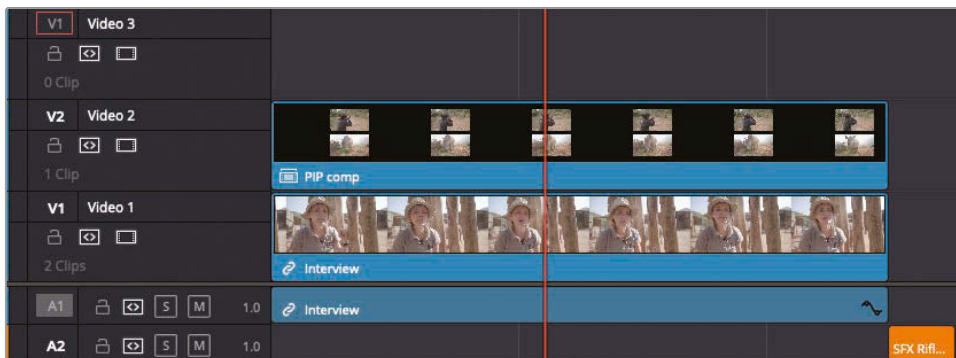 V1 Video 3
0 Clip
V2 Video 2
1 Clip
PIP comp
V1 Video 1
2 Clips
Interview
A1 S M 1.0 Interview
A2 S M 1.0 SFX Rifl...